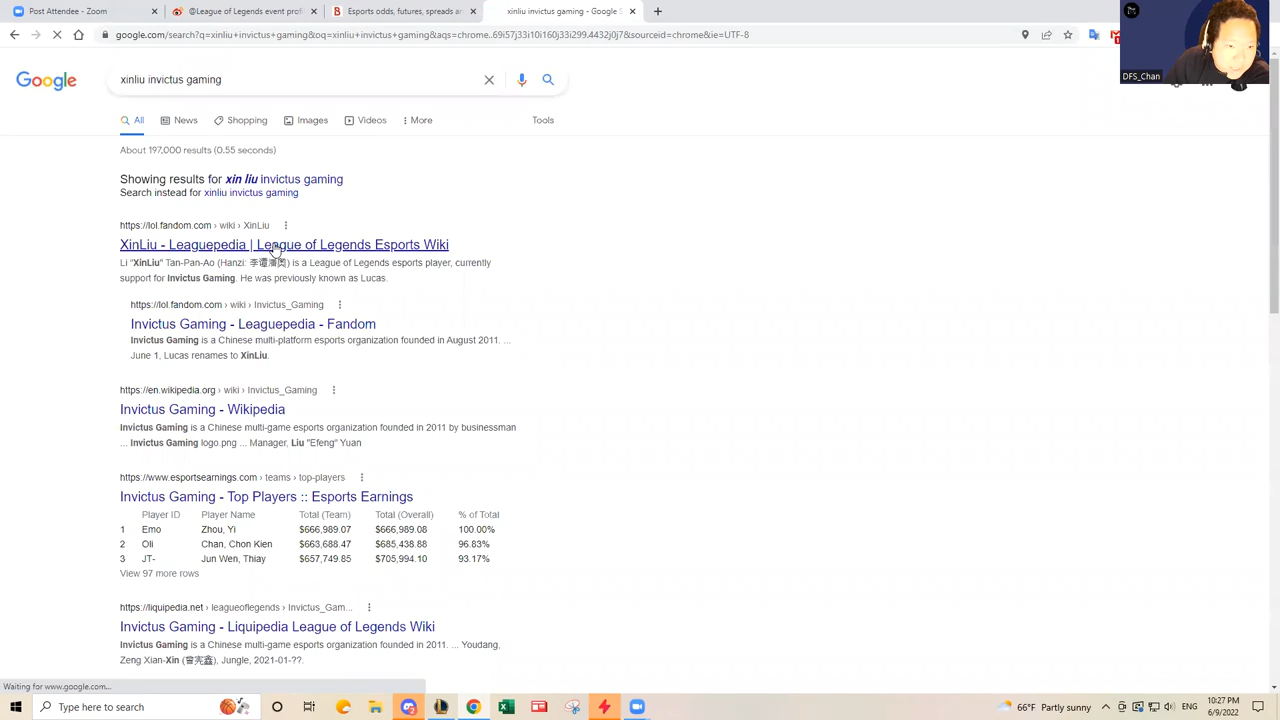 Post Attendee - Zoom
@League of Legends event prof
Esports odds, futures, spreads ar
xinliu invictus gaming - Google S
google.com/search?q=xinliu+invictus+gaming&oq=xinliu+invictus+gaming&aqs=chrome..69i57j33i10i160j33i299.4432j0j7&sourceid=chrome&ie=UTF-8
DFS_Chan
Google
xinliu invictus gaming
All
News
Shopping
Images
Videos
More
Tools
About 197,000 results (0.55 seconds)
Showing results for xin liu invictus gaming
Search instead for xinliu invictus gaming
https://lol.fandom.com › wiki › XinLiu
XinLiu - Leaguepedia | League of Legends Esports Wiki
Li "XinLiu" Tan-Pan-Ao (Hanzi: 李譚潘奧) is a League of Legends esports player, currently
support for Invictus Gaming. He was previously known as Lucas.
https://lol.fandom.com › wiki › Invictus_Gaming
Invictus Gaming - Leaguepedia - Fandom
Invictus Gaming is a Chinese multi-platform esports organization founded in August 2011. ...
June 1, Lucas renames to XinLiu.
https://en.wikipedia.org › wiki › Invictus_Gaming
Invictus Gaming - Wikipedia
Invictus Gaming is a Chinese multi-game esports organization founded in 2011 by businessman
... Invictus Gaming logo.png ... Manager, Liu "Efeng" Yuan
https://www.esportsearnings.com › teams › top-players
Invictus Gaming - Top Players :: Esports Earnings
Player ID Player Name Total (Team) Total (Overall) % of Total
1 Emo Zhou, Yi $666,989.07 $666,989.08 100.00%
2 Oli Chan, Chon Kien $663,688.47 $685,438.88 96.83%
3 JT- Jun Wen, Thiay $657,749.85 $705,994.10 93.17%
View 97 more rows
https://liquipedia.net › leagueoflegends › Invictus_Gam...
Invictus Gaming - Liquipedia League of Legends Wiki
Invictus Gaming is a Chinese multi-game esports organization founded in 2011. ... Youdang,
Zeng Xian-Xin (曾宪鑫), Jungle, 2021-01-??.
Waiting for www.google.com...
Type here to search
66°F Partly sunny
ENG
10:27 PM
6/9/2022